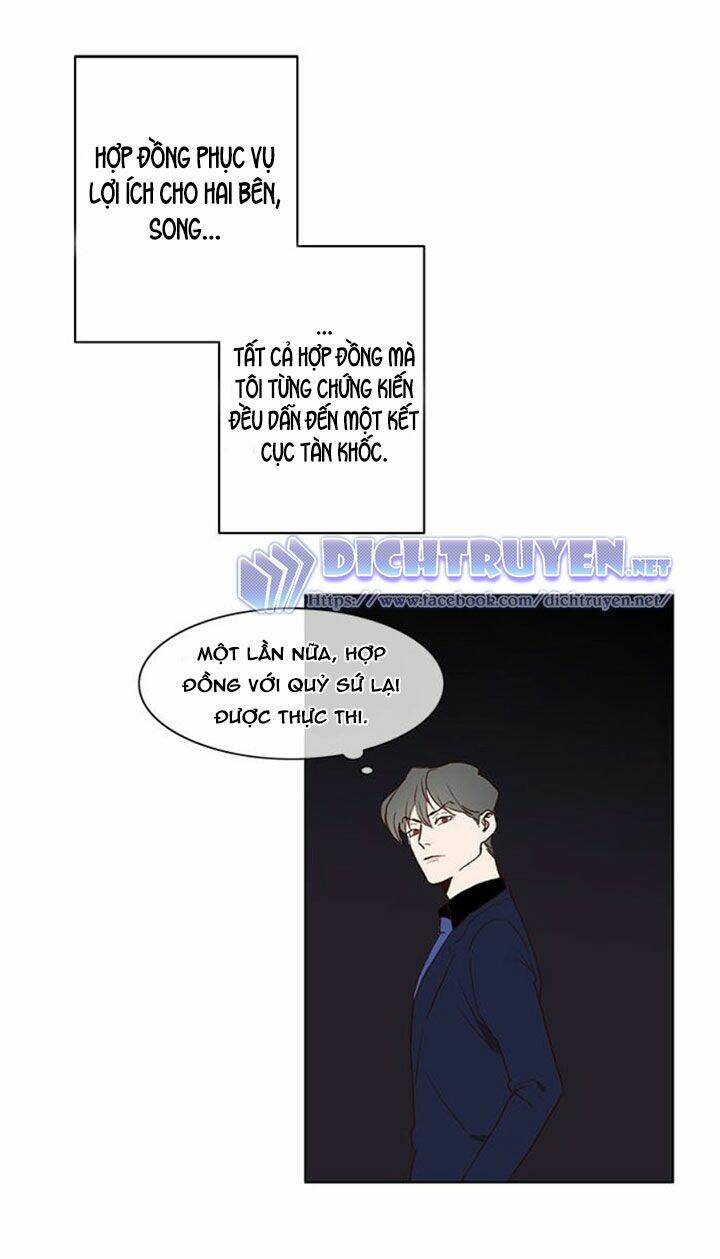 HỢP ĐỒNG PHỤC VỤ
LỢI ÍCH CHO HAI BÊN,
SONG...
...
TẤT CẢ HỢP ĐỒNG MÀ
TÔI TỪNG CHỨNG KIẾN
ĐỀU DẪN ĐẾN MỘT KẾT
CỤC TÀN KHỐC.
DICHTRUYEN.NET
Https://www.facebook.com/dichtruyen.net/
MỘT LẦN NỮA, HỢP
ĐỒNG VỚI QUỶ SỨ LẠI
ĐƯỢC THỰC THI.